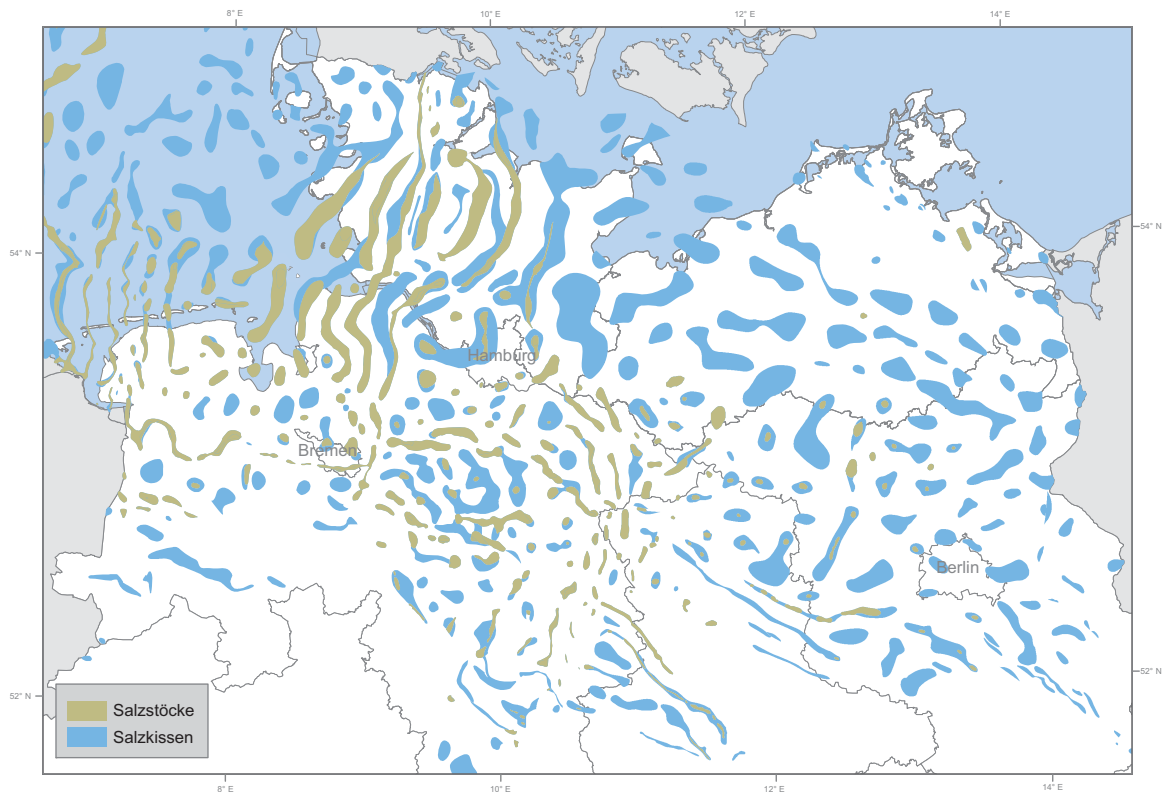 8° E
10° E
12° E
14° E
54° N
54° N
Hamburg
Bremen
Berlin
52° N
52° N
Salzstöcke
Salzkissen
8° E
10° E
12° E
14° E